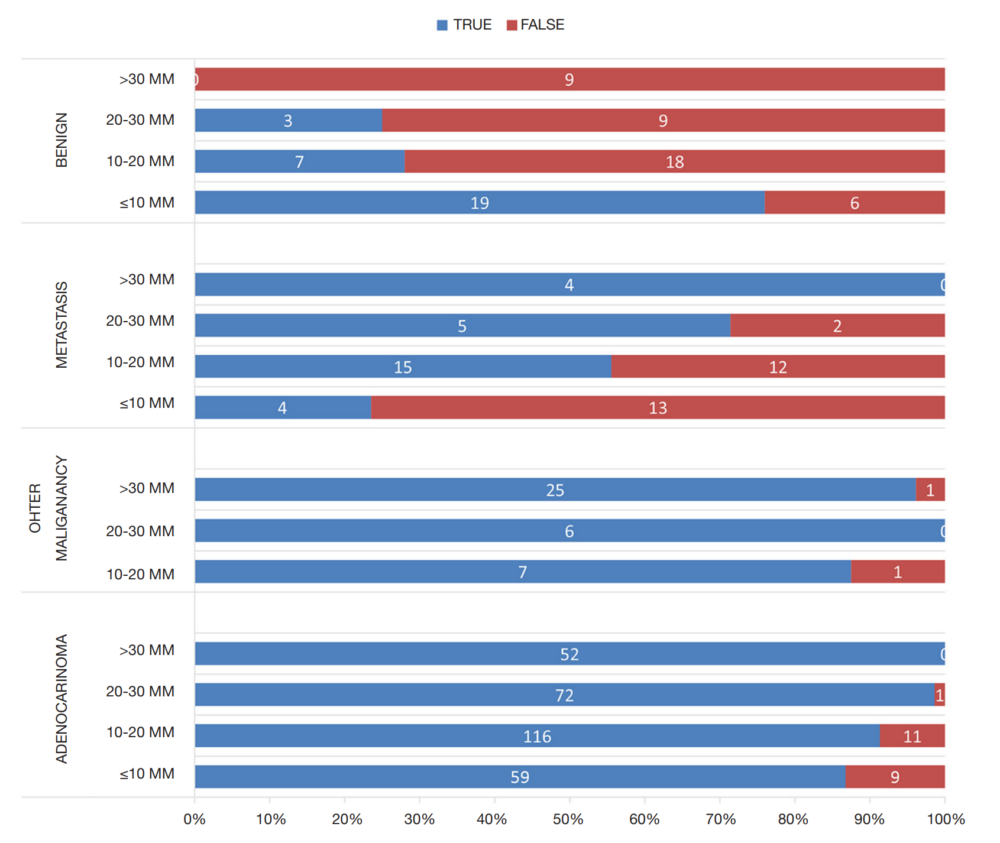 TRUE FALSE
BENIGN
>30 MM 0 9
20-30 MM 3 9
10-20 MM 7 18
≤10 MM 19 6
METASTASIS
>30 MM 4 0
20-30 MM 5 2
10-20 MM 15 12
≤10 MM 4 13
OHTER
MALIGANANCY
>30 MM 25 1
20-30 MM 6 0
10-20 MM 7 1
ADENOCARINOMA
>30 MM 52 0
20-30 MM 72 1
10-20 MM 116 11
≤10 MM 59 9
0% 10% 20% 30% 40% 50% 60% 70% 80% 90% 100%